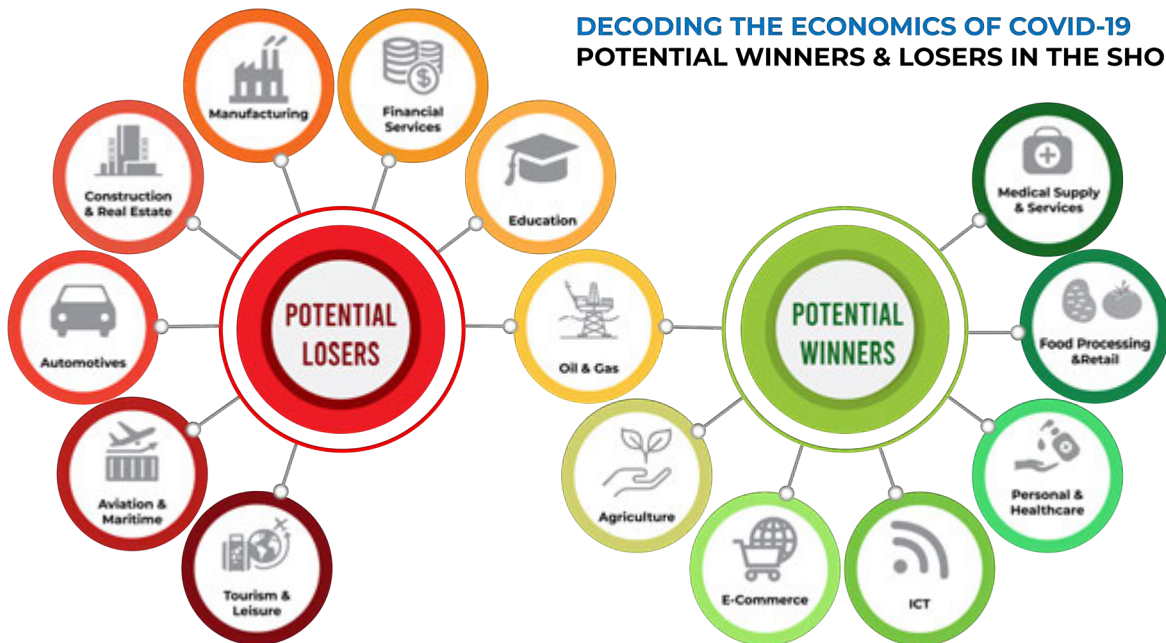 DECODING THE ECONOMICS OF COVID-19
POTENTIAL WINNERS & LOSERS IN THE SHO
Manufacturing
Financial
Services
Construction
& Real Estate
Education
Automotives
POTENTIAL
LOSERS
Oil & Gas
Aviation &
Maritime
Tourism &
Leisure
Medical Supply
& Services
POTENTIAL
WINNERS
Food Processing
&Retail
Agriculture
Personal &
Healthcare
E-Commerce
ICT